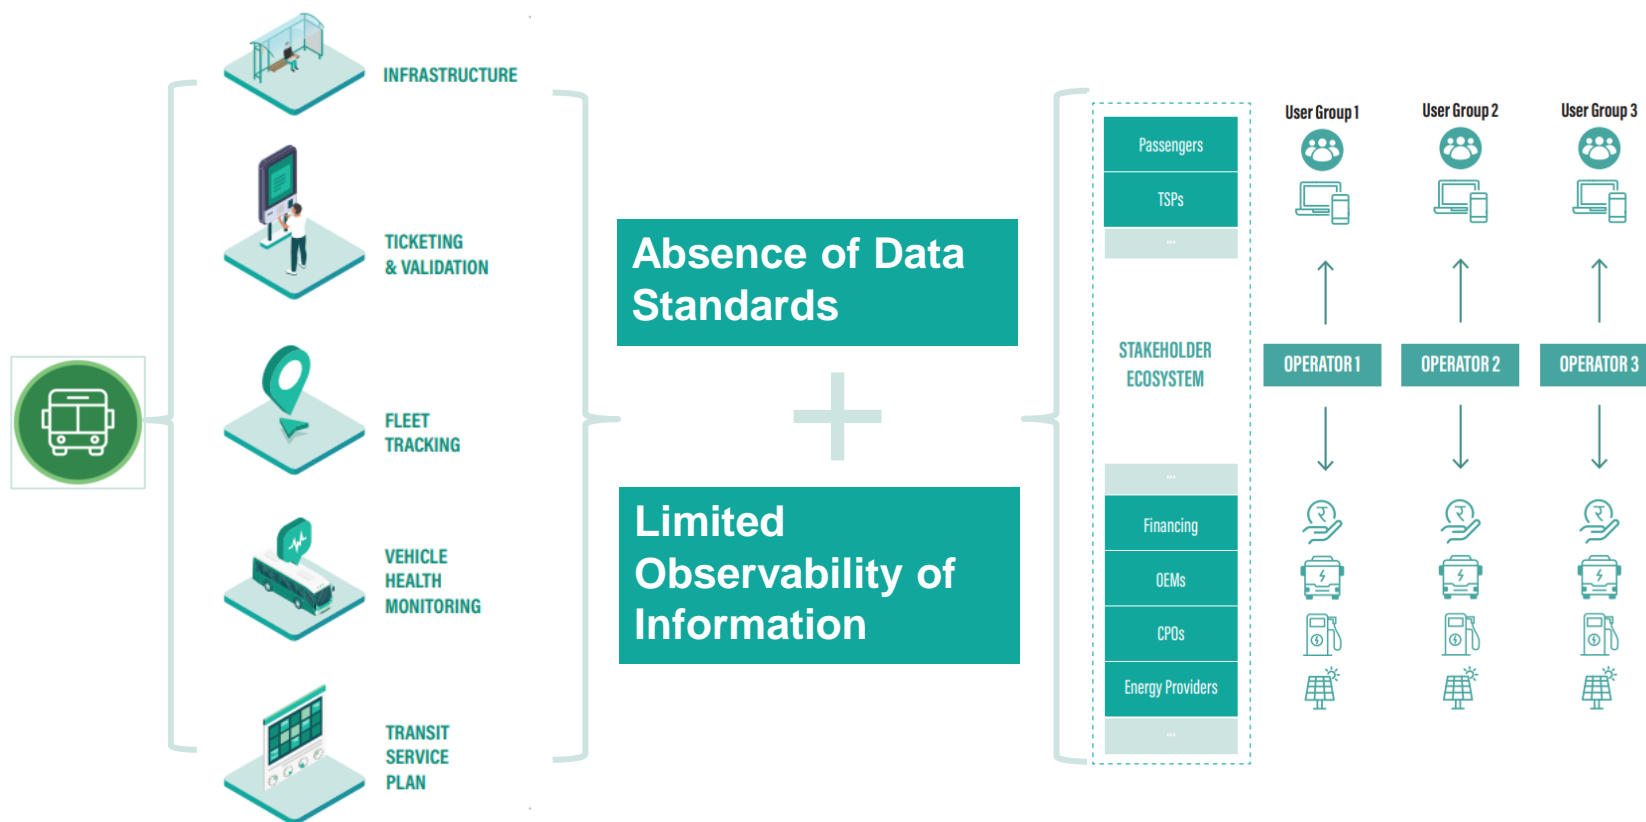 INFRASTRUCTURE
TICKETING
& VALIDATION
FLEET
TRACKING
VEHICLE
HEALTH
MONITORING
TRANSIT
SERVICE
PLAN
Absence of Data
Standards
Limited
Observability of
Information
Passengers
TSPs
...
STAKEHOLDER
ECOSYSTEM
...
Financing
OEMs
CPOs
Energy Providers
...
User Group 1
User Group 2
User Group 3
OPERATOR 1
OPERATOR 2
OPERATOR 3
₹
₹
₹